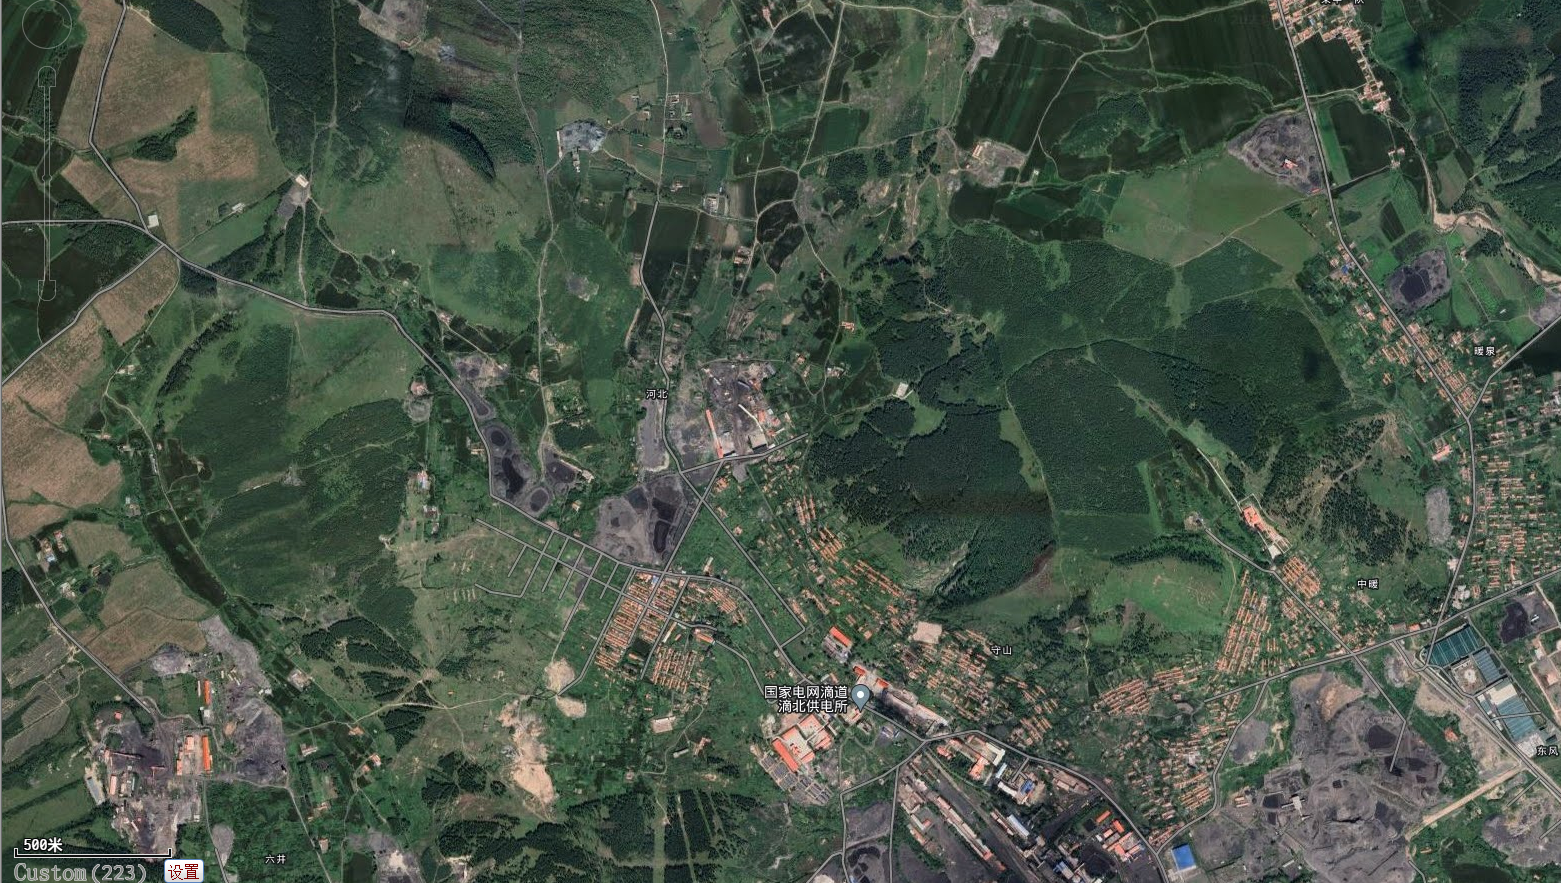 河北
暖泉
中暖
守山
国家电网滴道
滴北供电所
东风
500米
六井
Custom(223)
设置